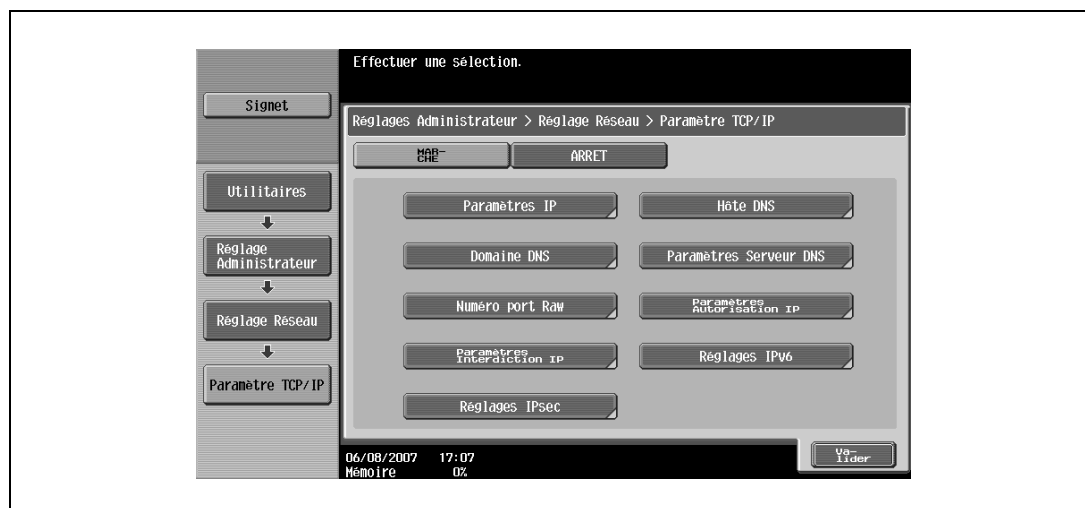 Effectuer une sélection.
Signet
Réglages Administrateur > Réglage Réseau > Paramètre TCP/IP
MAR-
CHE
ARRET
Utilitaires
Réglage
Administrateur
Réglage Réseau
Paramètre TCP/IP
Paramètres IP
Hôte DNS
Domaine DNS
Paramètres Serveur DNS
Numéro port Raw
Paramètres
Autorisation IP
Paramètres
Interdiction IP
Réglages IPv6
Réglages IPsec
06/08/2007 17:07
Mémoire 0%
Va-
lider